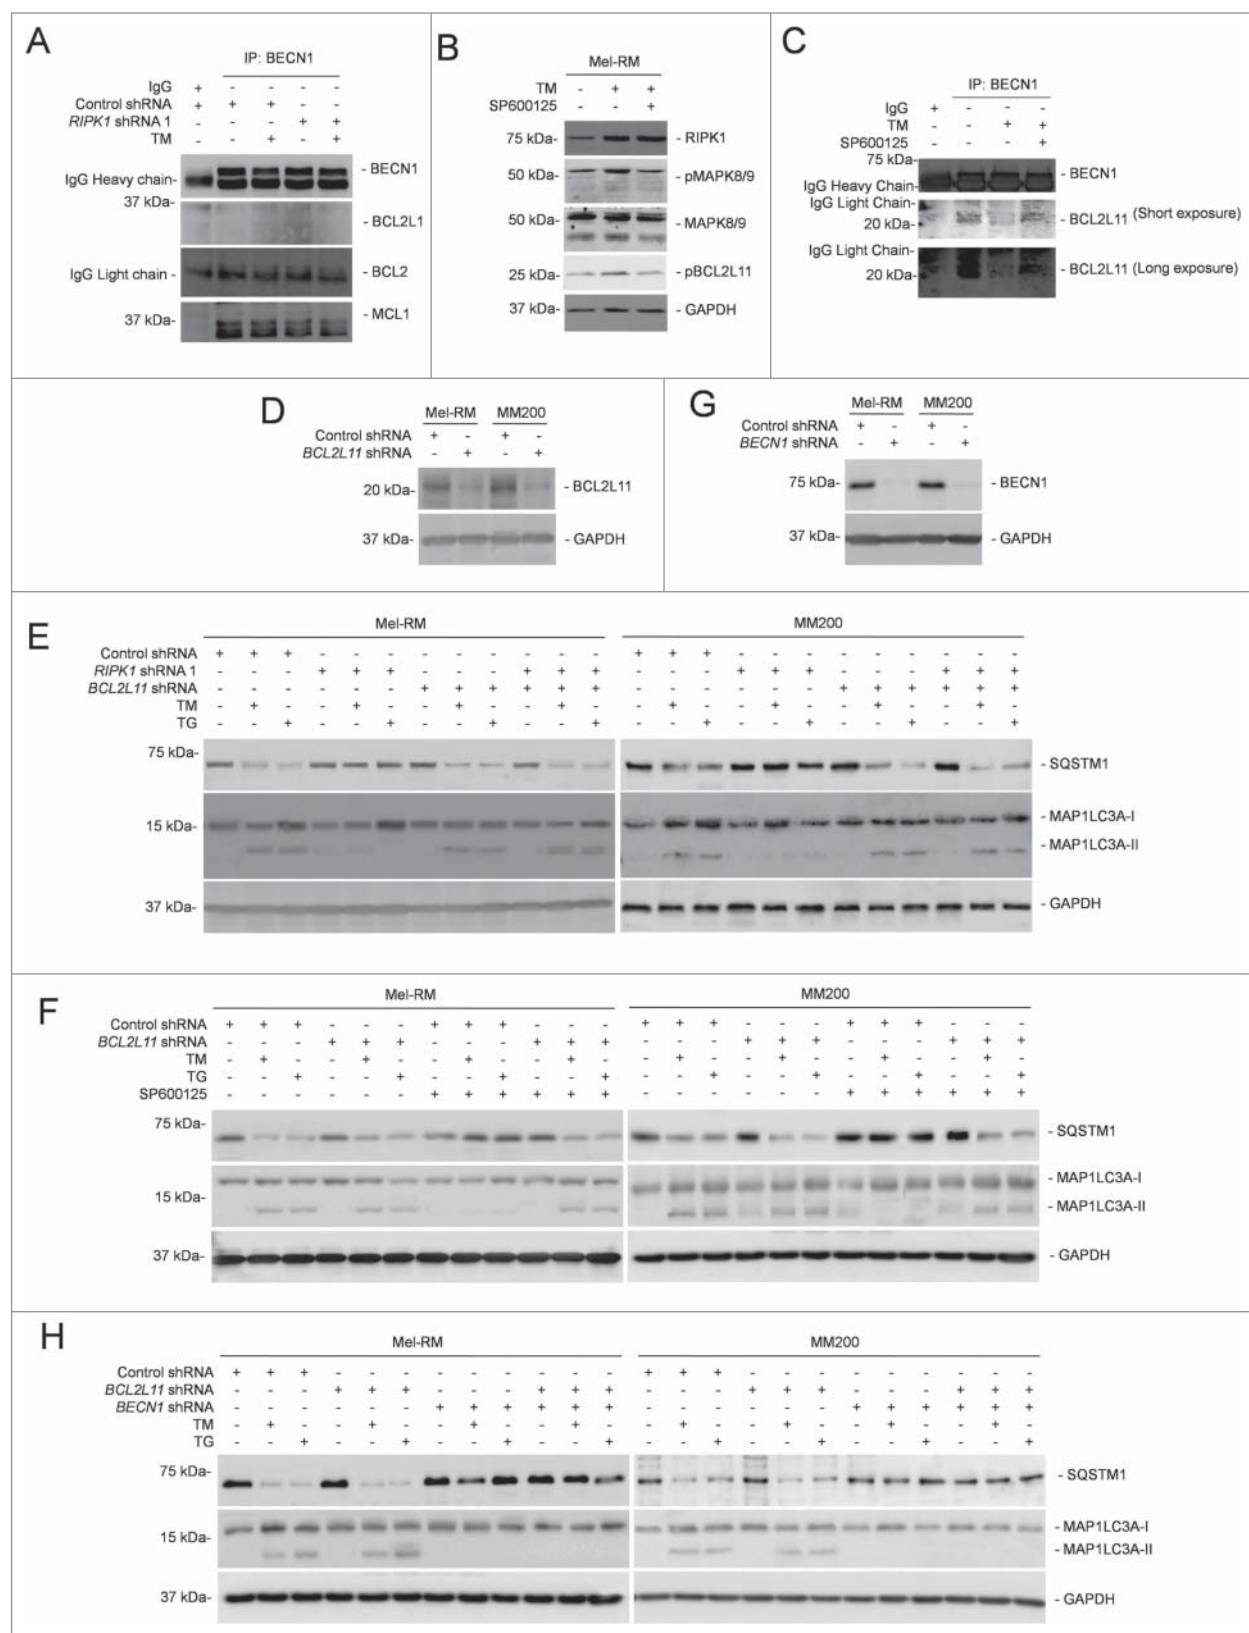 A
IP: BECN1
IgG + - - - -
Control shRNA + + + - -
RIPK1 shRNA 1 - - - + +
TM - - + - +
- BECN1
IgG Heavy chain-
37 kDa-
- BCL2L1
IgG Light chain - - BCL2
- MCL1
37 kDa-
B
Mel-RM
TM - + +
SP600125 - - +
75 kDa- - RIPK1
50 kDa- - pMAPK8/9
50 kDa- - MAPK8/9
25 kDa- - pBCL2L11
37 kDa- - GAPDH
C
IP: BECN1
IgG + - - -
TM - - + +
SP600125 - - - +
75 kDa-
- BECN1
IgG Heavy Chain-
IgG Light Chain-
20 kDa- - BCL2L11 (Short exposure)
IgG Light Chain-
20 kDa- - BCL2L11 (Long exposure)
D
Mel-RM MM200
Control shRNA + - + -
BCL2L11 shRNA - + - +
20 kDa- - BCL2L11
37 kDa- - GAPDH
G
Mel-RM MM200
Control shRNA + - + -
BECN1 shRNA - + - +
75 kDa- - BECN1
37 kDa- - GAPDH
E
Mel-RM MM200
Control shRNA + + + - - - - - - - - - + + + - - - - - - - - -
RIPK1 shRNA 1 - - - + + + - - - + + + - - - + + + - - - + + +
BCL2L11 shRNA - - - - - - + + + + + + - - - - - - + + + + + +
TM - + - - + - - + - - + - - + - - + - - + - - + -
TG - - + - - + - - + - - + - - + - - + - - + - - +
75 kDa- - SQSTM1
15 kDa- - MAP1LC3A-I
- MAP1LC3A-II
37 kDa- - GAPDH
F
Mel-RM MM200
Control shRNA + + + - - - + + + - - - + + + - - - + + + - - -
BCL2L11 shRNA - - - + + + - - - + + + - - - + + + - - - + + +
TM - + - - + - - + - - + - - + - - + - - + - - + -
TG - - + - - + - - + - - + - - + - - + - - + - - +
SP600125 - - - - - - + + + + + + - - - - - - + + + + + +
75 kDa- - SQSTM1
- MAP1LC3A-I
15 kDa- - MAP1LC3A-II
37 kDa- - GAPDH
H
Mel-RM MM200
Control shRNA + + + - - - - - - - - - + + + - - - - - - - - -
BCL2L11 shRNA - - - + + + - - - + + + - - - + + + - - - + + +
BECN1 shRNA - - - - - - + + + + + + - - - - - - + + + + + +
TM - + - - + - - + - - + - - + - - + - - + - - + -
TG - - + - - + - - + - - + - - + - - + - - + - - +
75 kDa- - SQSTM1
- MAP1LC3A-I
15 kDa- - MAP1LC3A-II
37 kDa- - GAPDH